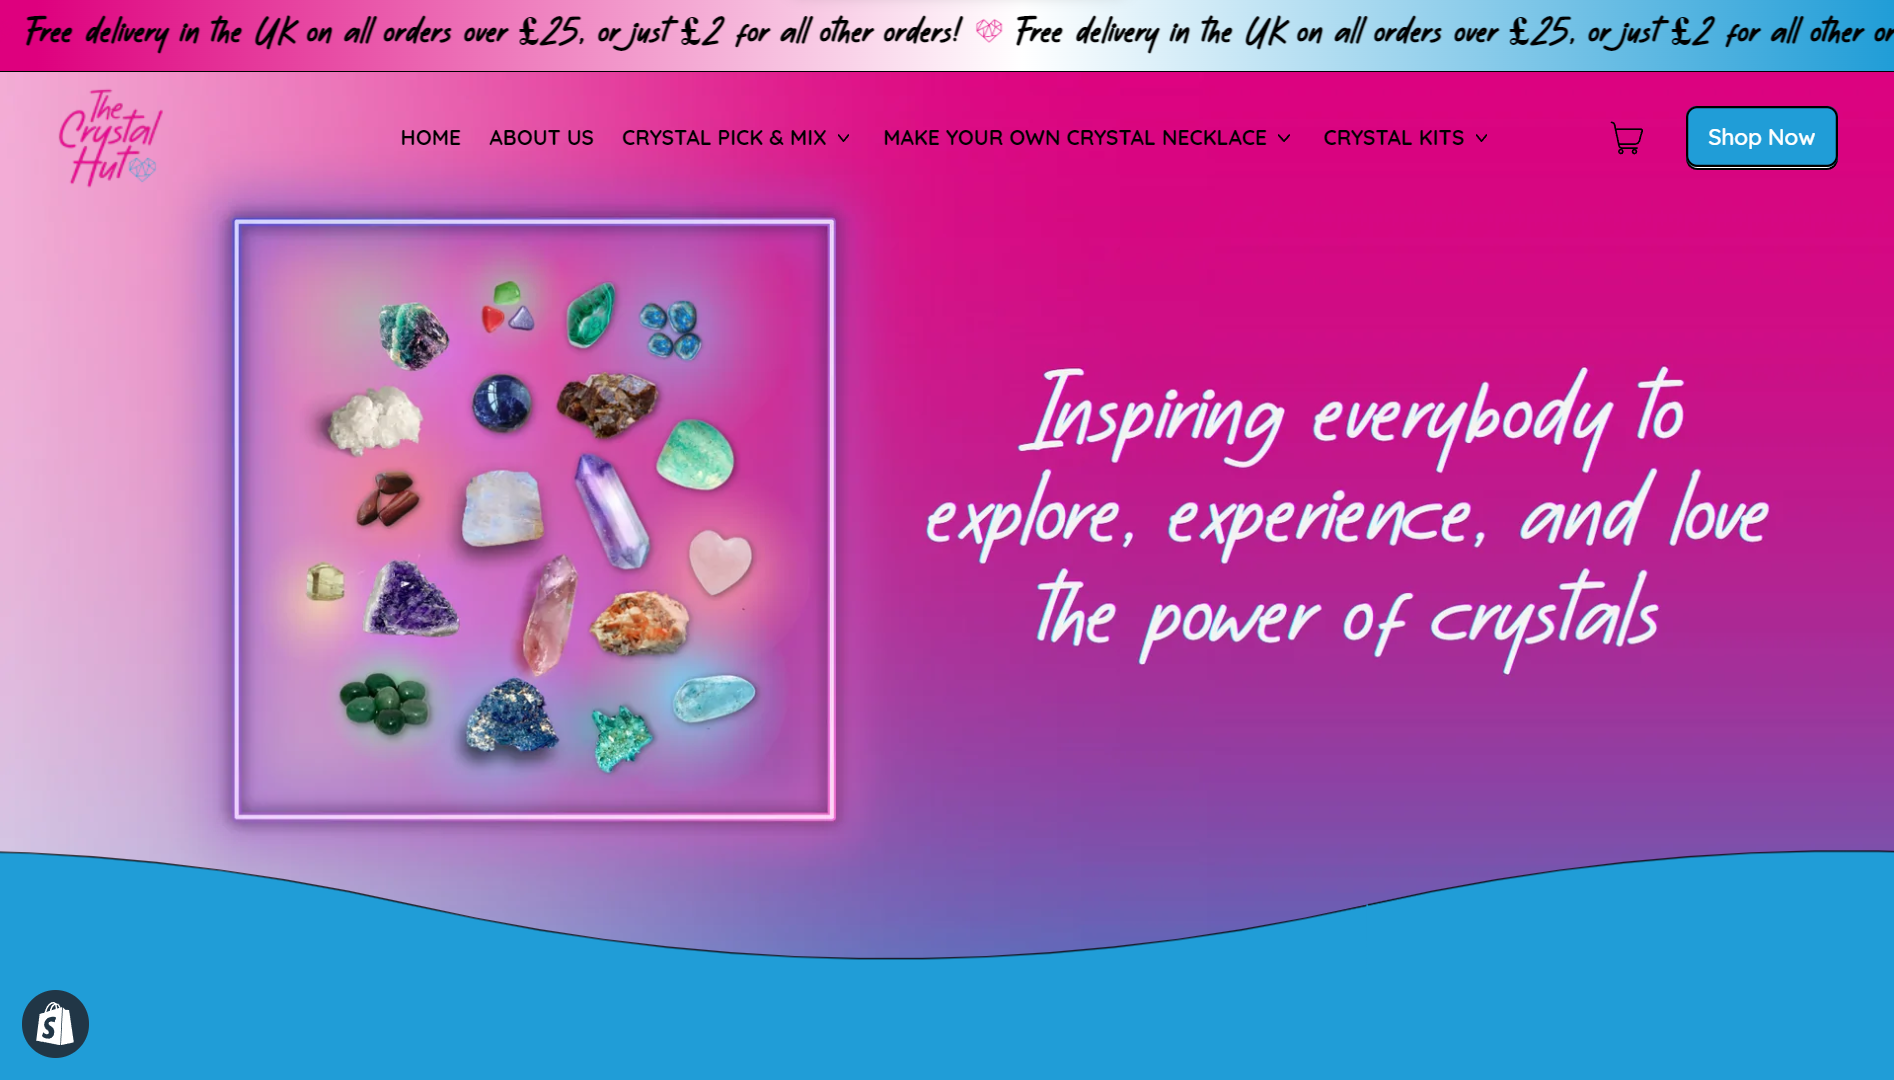 Free delivery in the UK on all orders over £25, or just £2 for all other orders! Free delivery in the UK on all orders over £25, or just £2 for all other
The
Crystal
Hut
HOME ABOUT US CRYSTAL PICK & MIX MAKE YOUR OWN CRYSTAL NECKLACE CRYSTAL KITS Shop Now
Inspiring everybody to
explore, experience, and love
the power of crystals
S